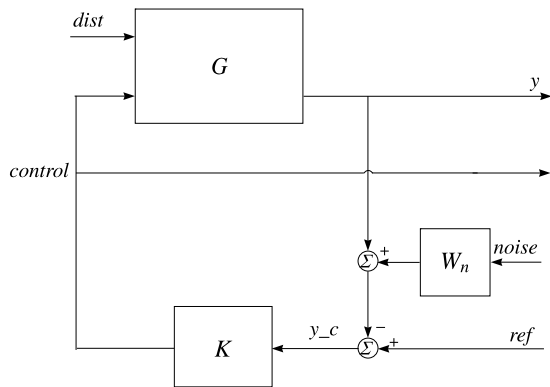 dist
G
y
control
Σ
+
W_n
noise
−
K
y_c
Σ
+
ref